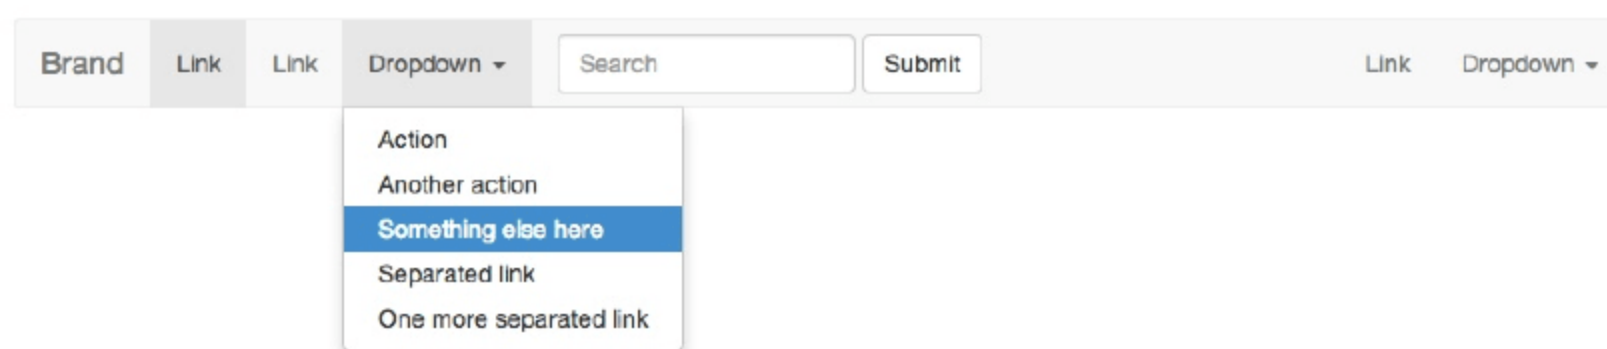 Brand Link Link Dropdown Search Submit Link Dropdown
Action
Another action
Something else here
Separated link
One more separated link